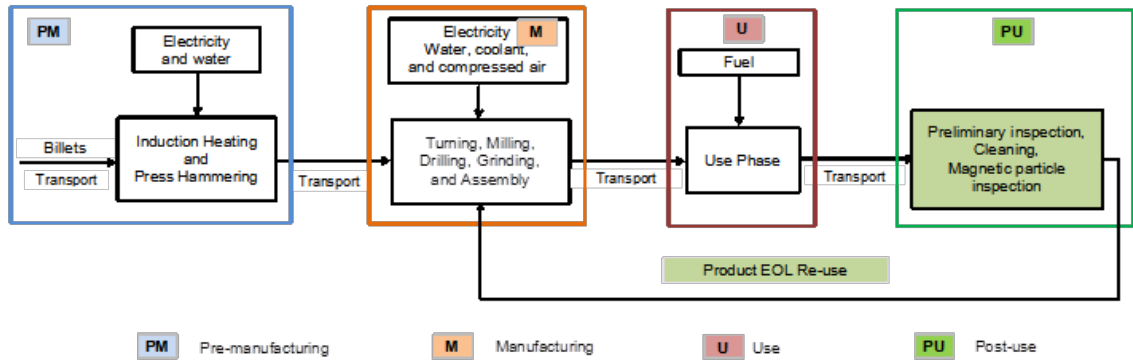 PM
Electricity
and water
Billets
Transport
Induction Heating
and
Press Hammering
Transport
Electricity
M
Water, coolant,
and compressed air
Turning, Milling,
Drilling, Grinding,
and Assembly
Transport
U
Fuel
Use Phase
Transport
PU
Preliminary inspection,
Cleaning,
Magnetic particle
inspection
Product EOL Re-use
PM Pre-manufacturing
M Manufacturing
U Use
PU Post-use